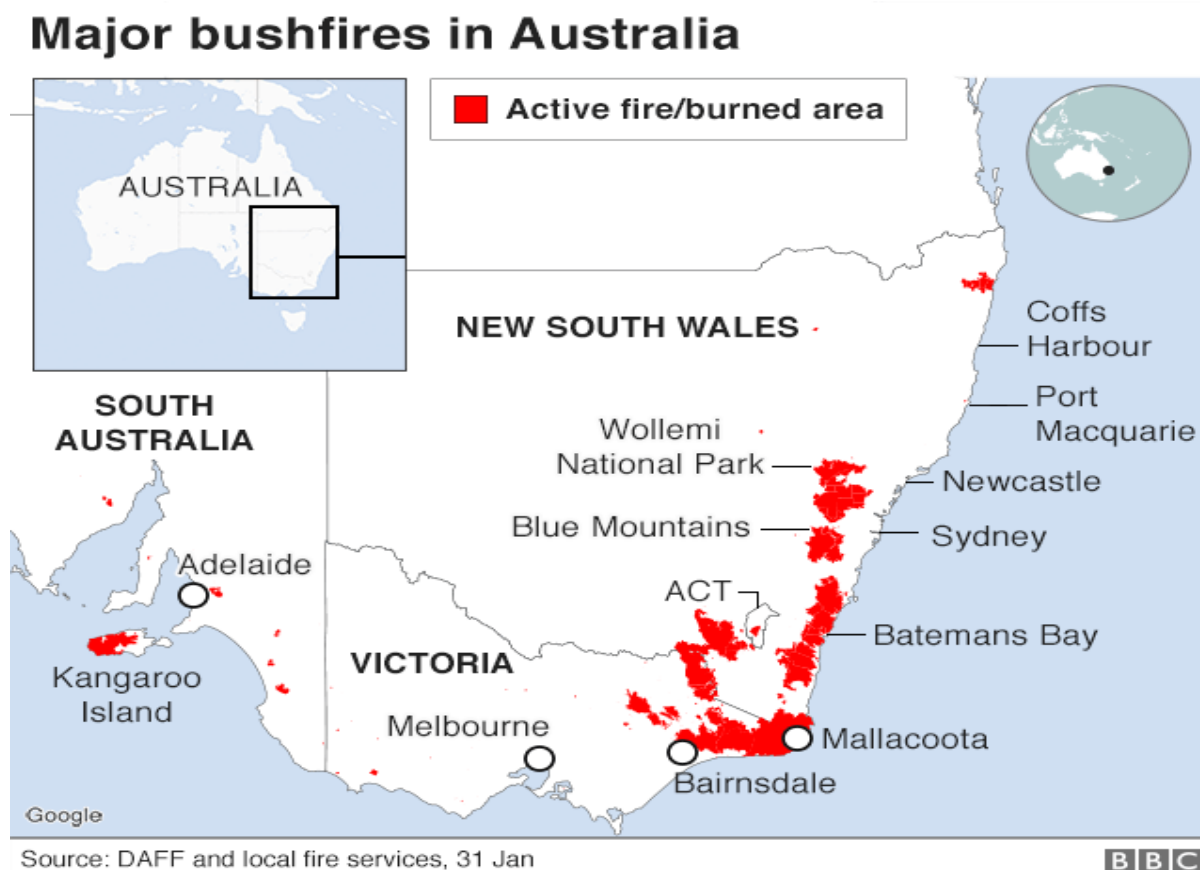 Major bushfires in Australia
Active fire/burned area
AUSTRALIA
NEW SOUTH WALES
Coffs
Harbour
Port
Macquarie
SOUTH
AUSTRALIA
Wollemi
National Park
Newcastle
Blue Mountains
Sydney
Adelaide
ACT
Batemans Bay
Kangaroo
Island
VICTORIA
Melbourne
Mallacoota
Bairnsdale
Google
Source: DAFF and local fire services, 31 Jan
BBC